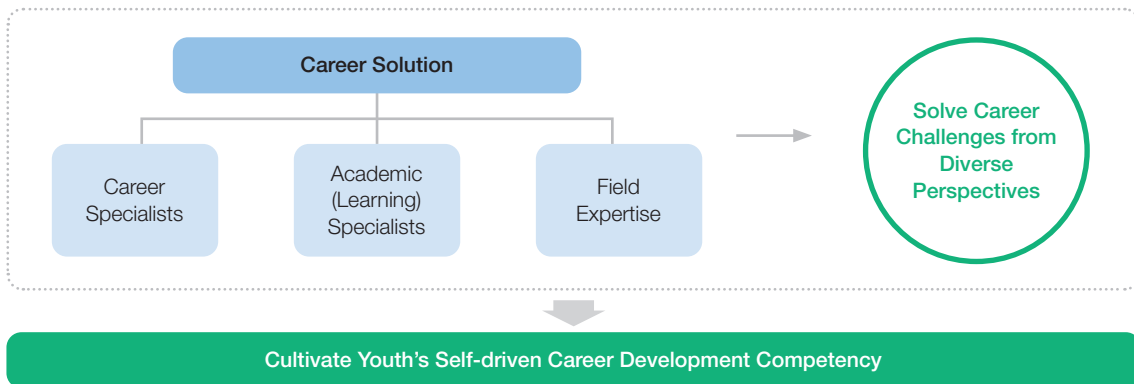 Career Solution
Career
Specialists
Academic
(Learning)
Specialists
Field
Expertise
Solve Career
Challenges from
Diverse
Perspectives
Cultivate Youth's Self-driven Career Development Competency